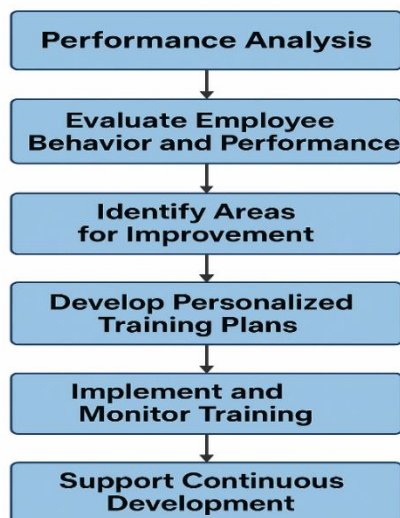 Performance Analysis
Evaluate Employee
Behavior and Performance
Identify Areas
for Improvement
Develop Personalized
Training Plans
Implement and
Monitor Training
Support Continuous
Development